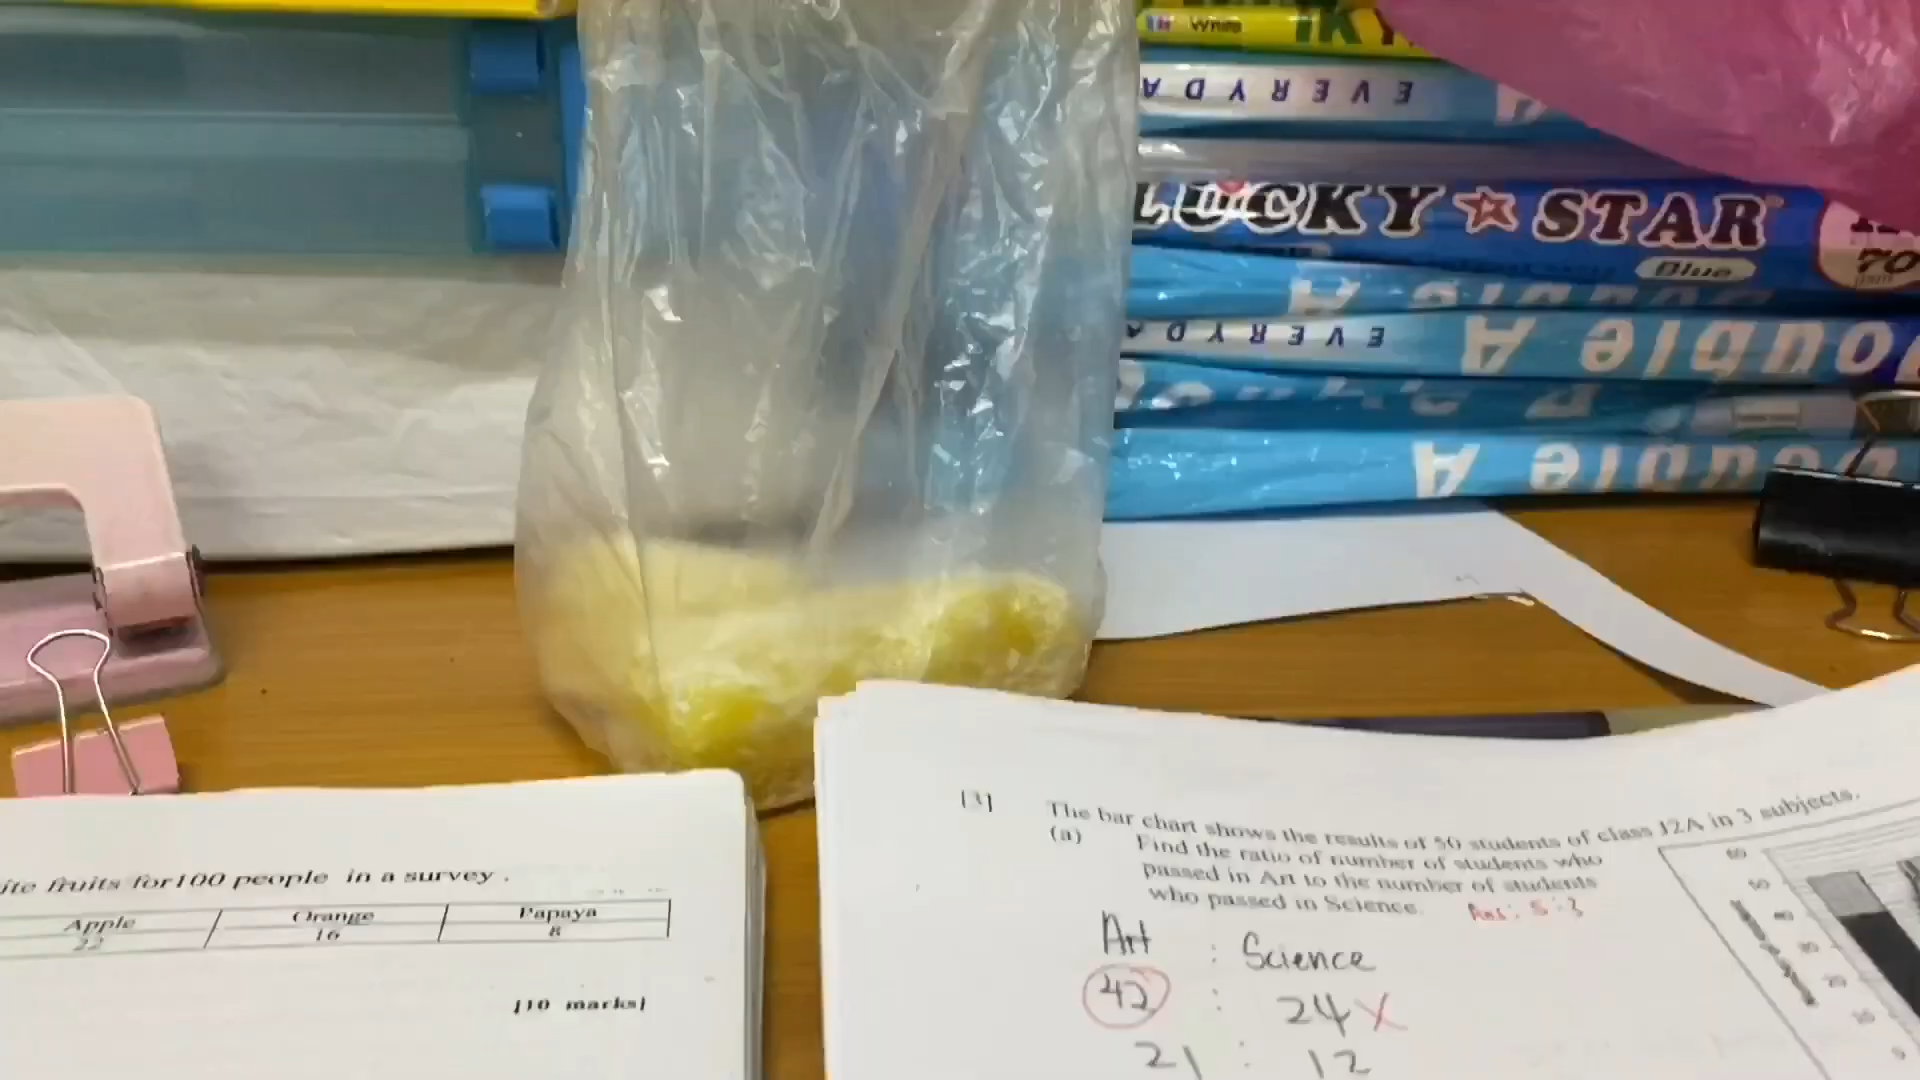 White IK Y
EVERYDA
LUCKY STAR
Blue
70
Double A
EVERYDA Double A
Double A
[3] The bar chart shows the results of 50 students of class J2A in 3 subjects.
(a) Find the ratio of number of students who
passed in Art to the number of students
who passed in Science. Ans: 5:3
Art : Science
42 : 24 X
21 : 12
60
50
40
30
20
10
0
ite fruits for100 people in a survey.
Apple Orange Papaya
22 16 8
[10 marks]